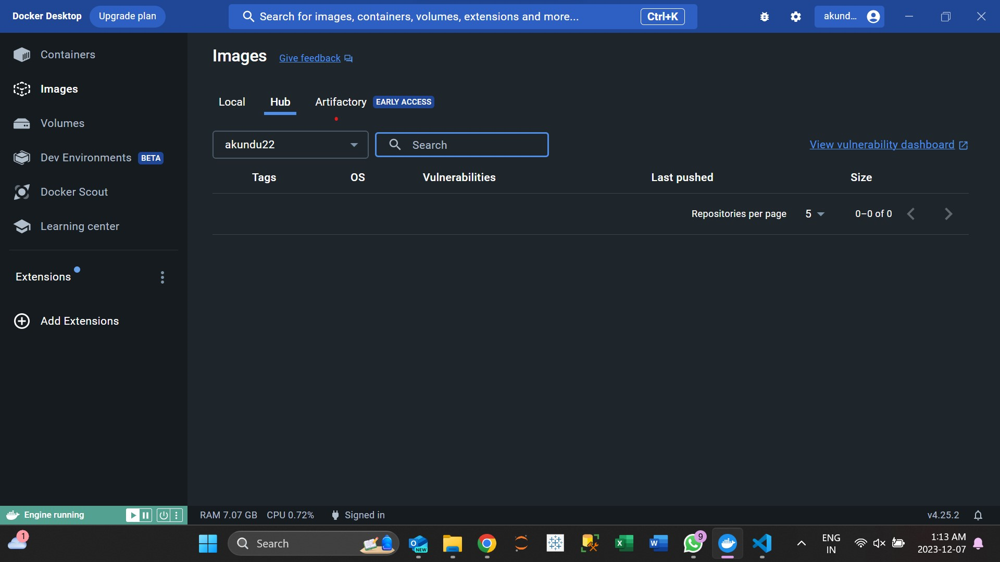 Docker Desktop
Upgrade plan
Search for images, containers, volumes, extensions and more...
Ctrl+K
akund...
Containers
Images
Volumes
Dev Environments BETA
Docker Scout
Learning center
Extensions
Add Extensions
Images
Give feedback
Local
Hub
Artifactory EARLY ACCESS
akundu22
Search
View vulnerability dashboard
Tags OS Vulnerabilities Last pushed Size
Repositories per page 5 0–0 of 0
Engine running
RAM 7.07 GB CPU 0.72% Signed in
v4.25.2
1
Search
O
NEW
X
W
9
ENG
IN
1:13 AM
2023-12-07